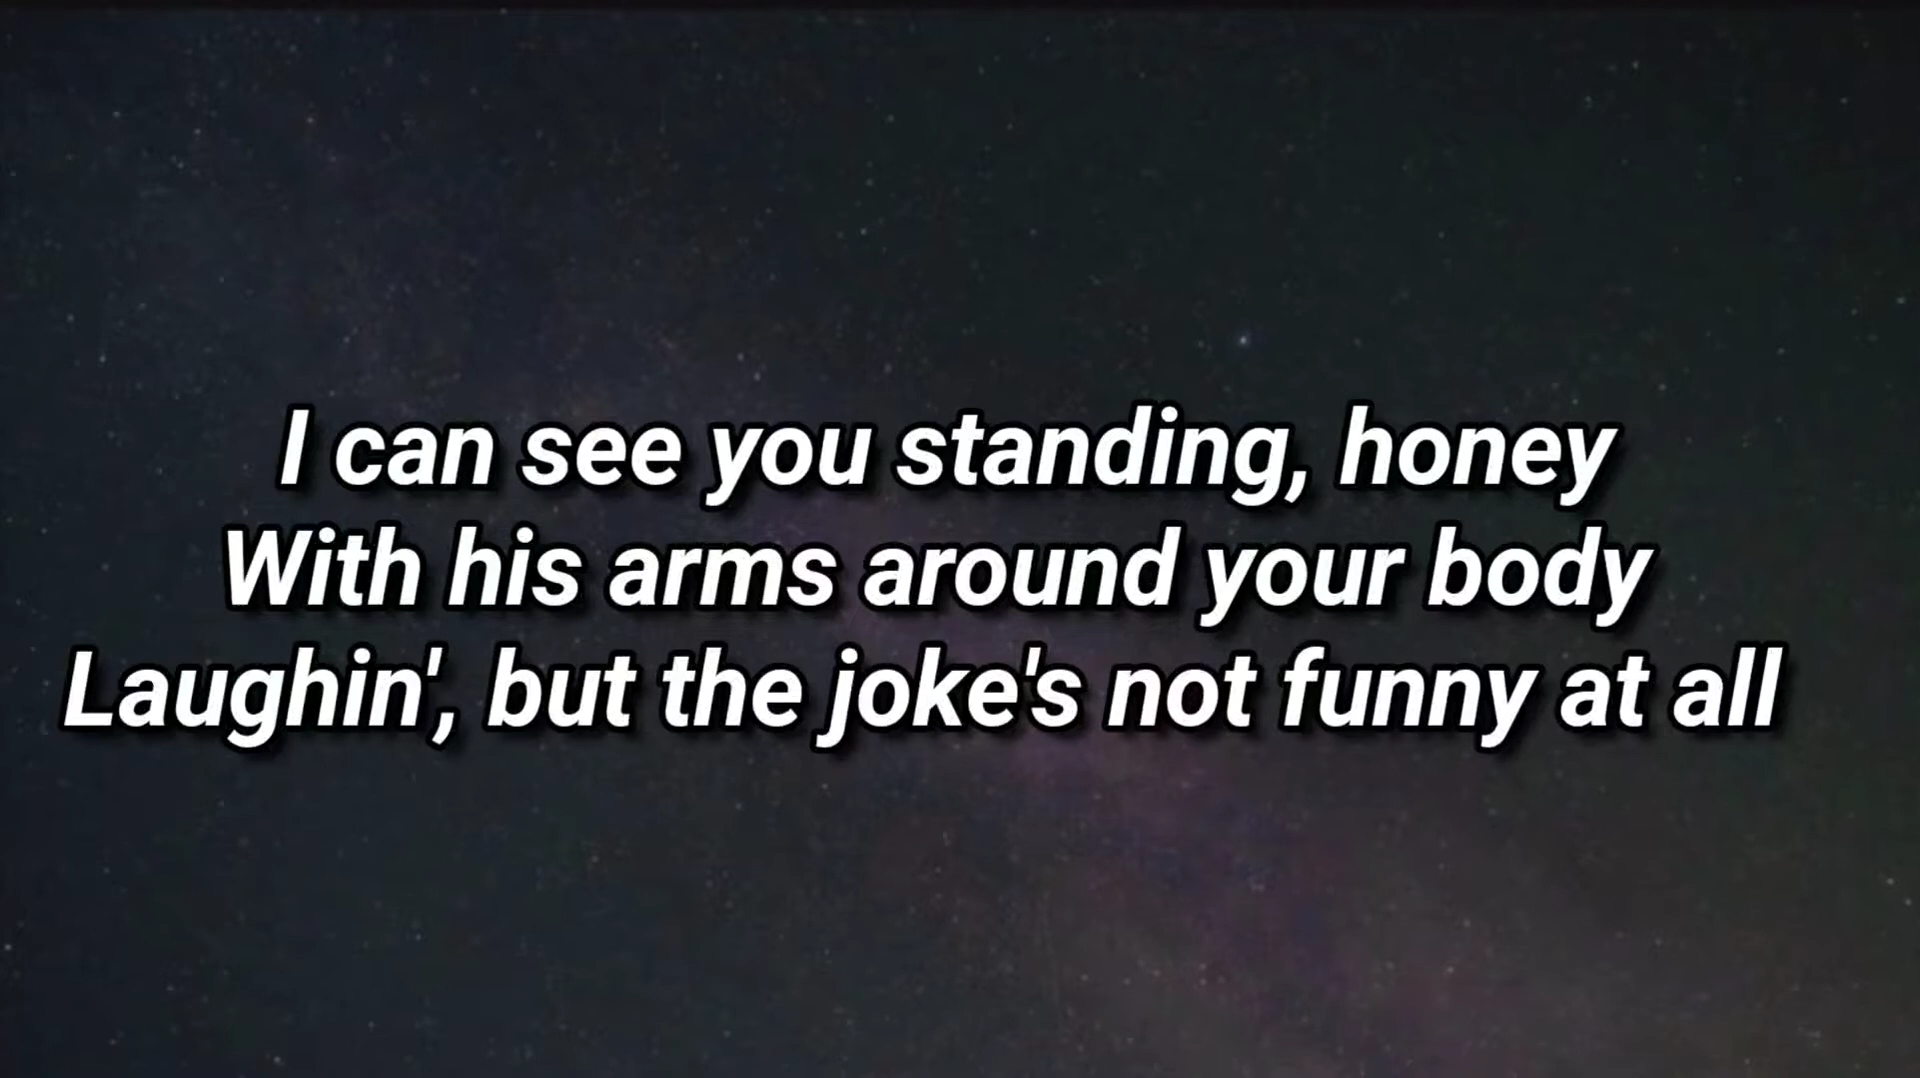 I can see you standing, honey
With his arms around your body
Laughin', but the joke's not funny at all